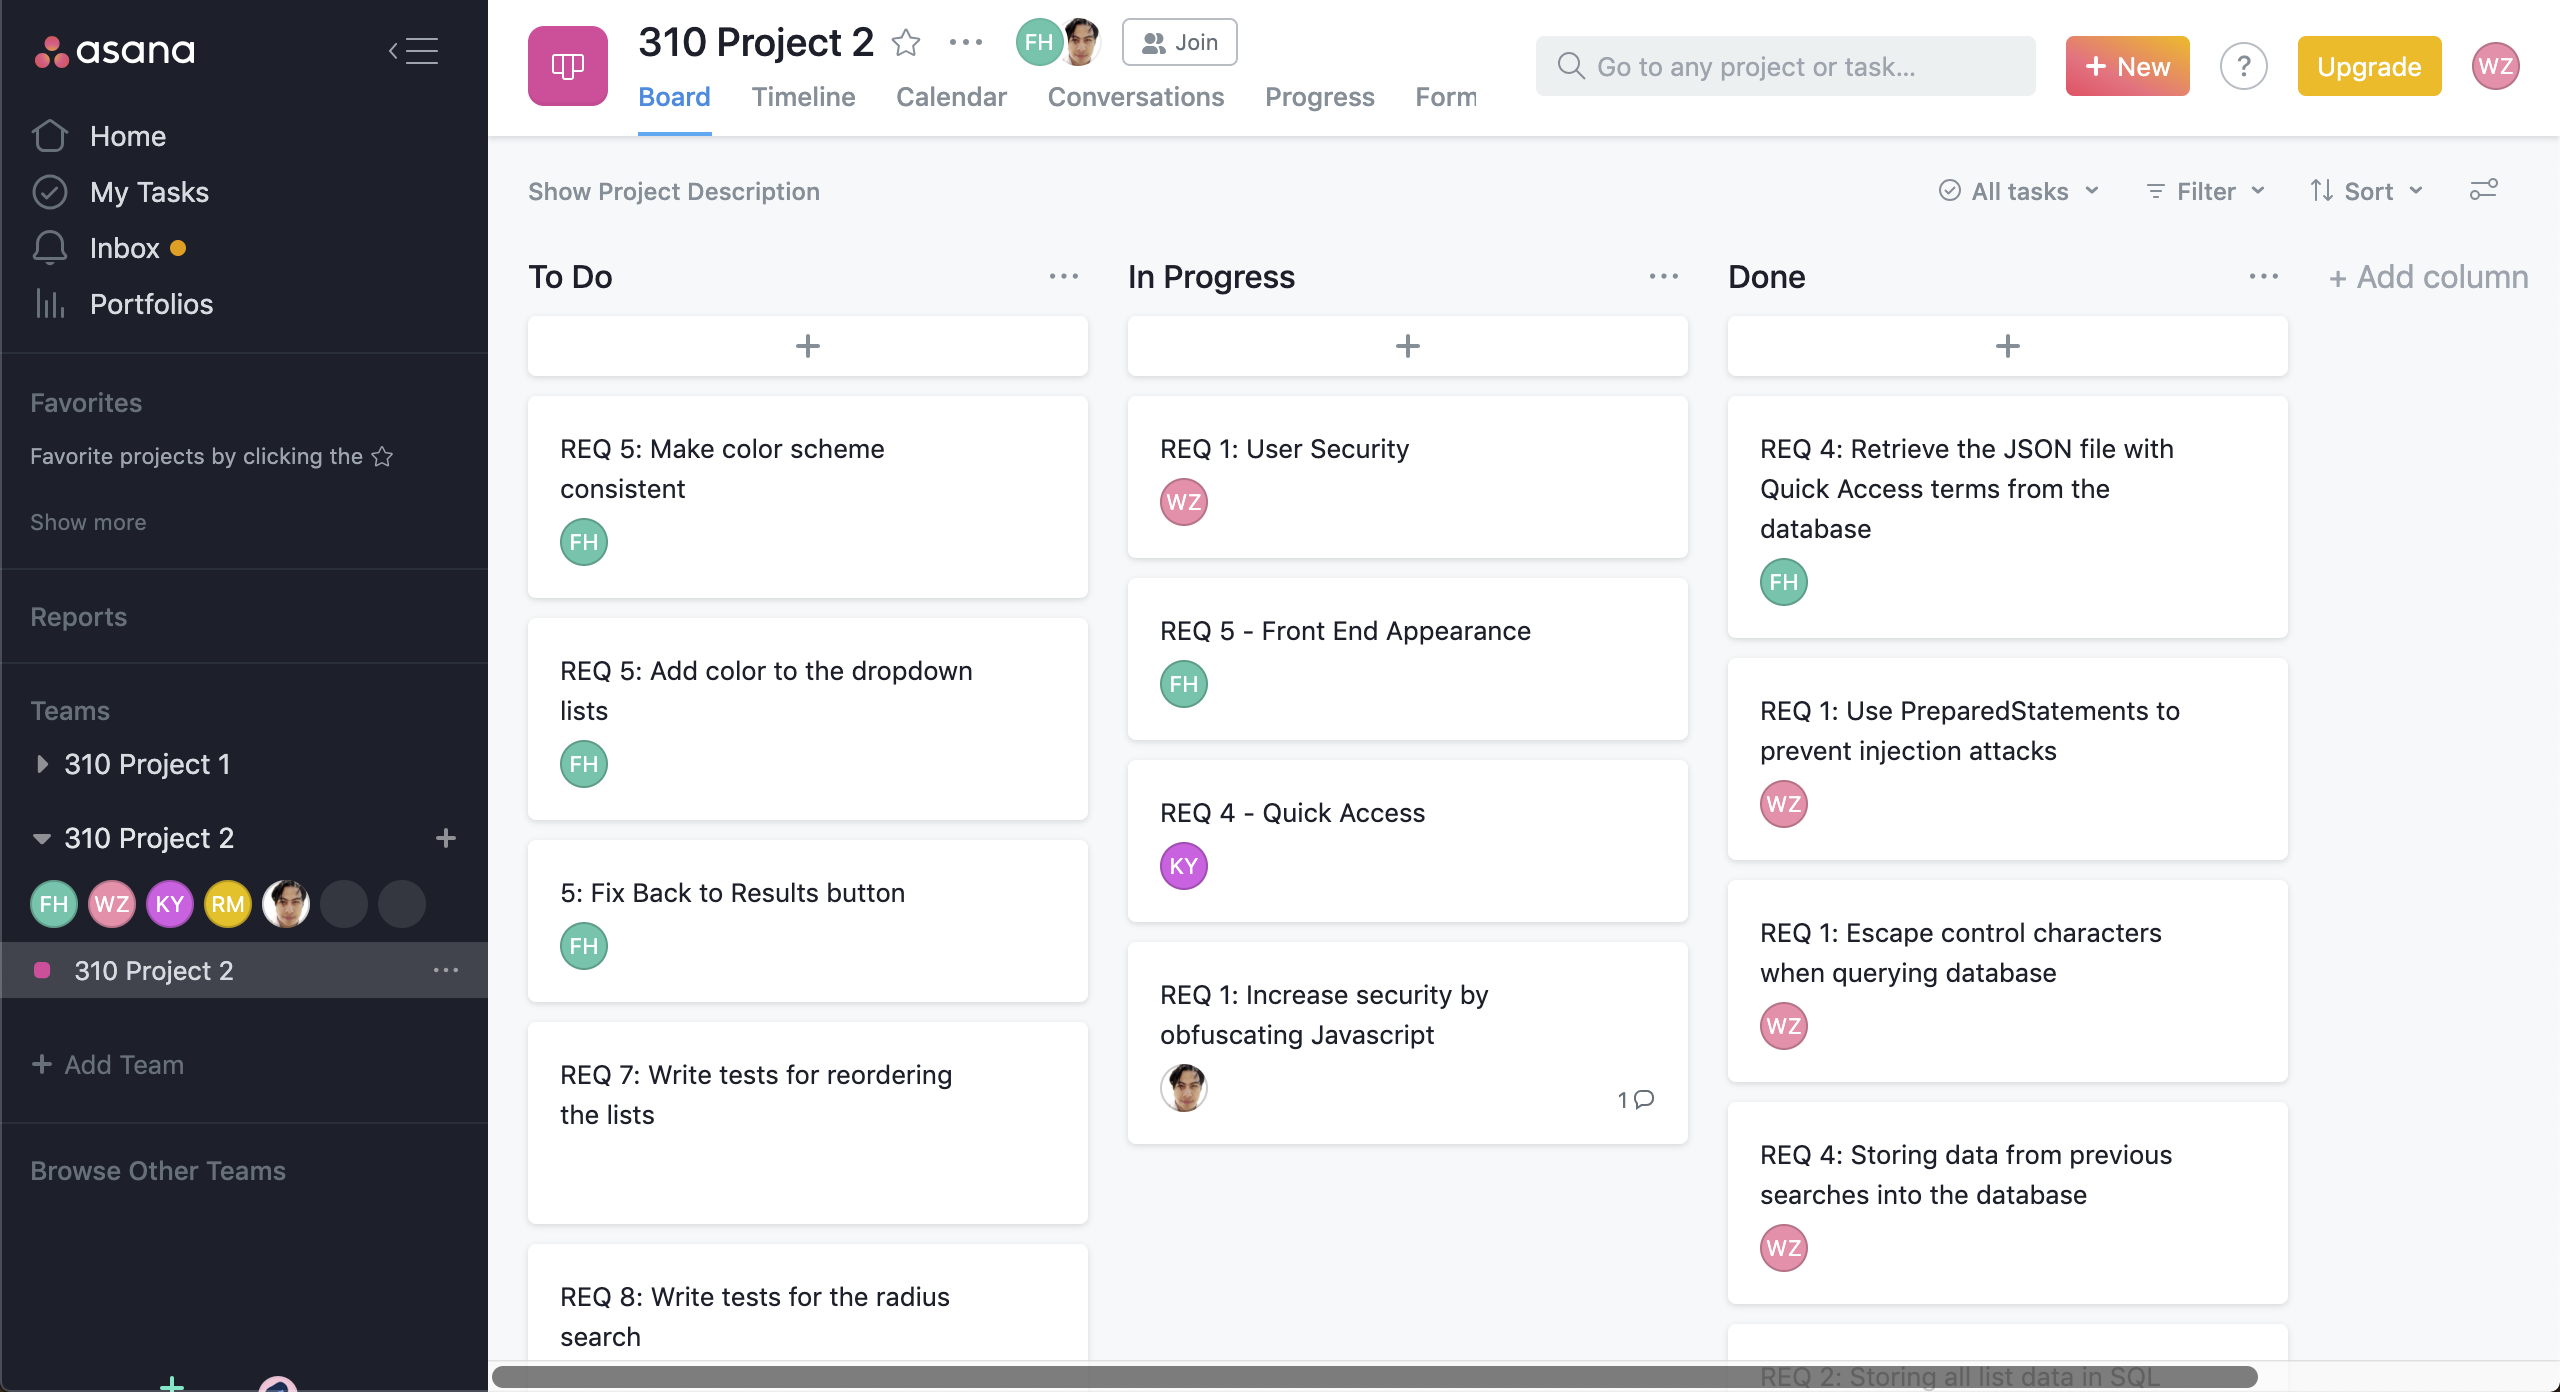 asana
Home
My Tasks
Inbox
Portfolios
Favorites
Favorite projects by clicking the
Show more
Reports
Teams
310 Project 1
310 Project 2
FH WZ KY RM
310 Project 2
+ Add Team
Browse Other Teams
310 Project 2
FH
Join
Board Timeline Calendar Conversations Progress Form
Go to any project or task...
+ New
?
Upgrade
WZ
Show Project Description
All tasks
Filter
Sort
To Do
+
REQ 5: Make color scheme
consistent
FH
REQ 5: Add color to the dropdown
lists
FH
5: Fix Back to Results button
FH
REQ 7: Write tests for reordering
the lists
REQ 8: Write tests for the radius
search
In Progress
+
REQ 1: User Security
WZ
REQ 5 - Front End Appearance
FH
REQ 4 - Quick Access
KY
REQ 1: Increase security by
obfuscating Javascript
1
Done
+
REQ 4: Retrieve the JSON file with
Quick Access terms from the
database
FH
REQ 1: Use PreparedStatements to
prevent injection attacks
WZ
REQ 1: Escape control characters
when querying database
WZ
REQ 4: Storing data from previous
searches into the database
WZ
REQ 2: Storing all list data in SQL
+ Add column